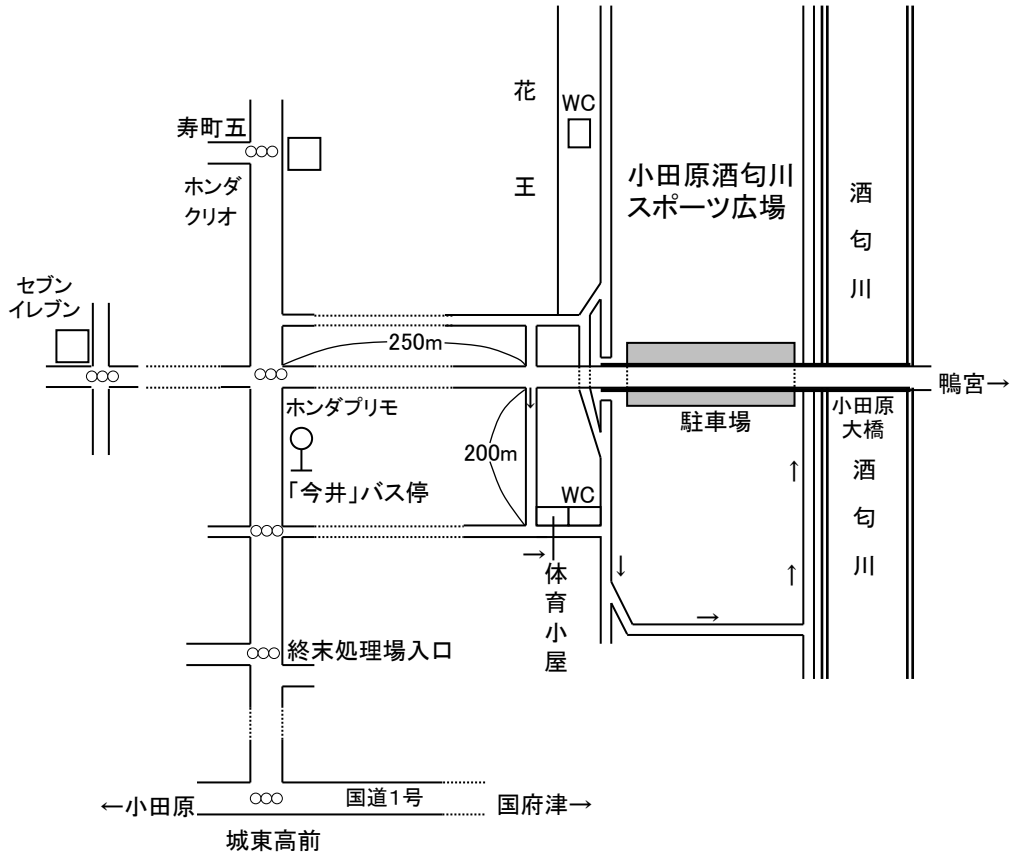 花王
WC
寿町五
ホンダ
クリオ
小田原酒匂川
スポーツ広場
酒匂川
セブン
イレブン
250m
鴨宮→
ホンダプリモ
駐車場
小田原
大橋
200m
「今井」バス停
WC
酒匂川
体育小屋
終末処理場入口
←小田原
国道1号
国府津→
城東高前